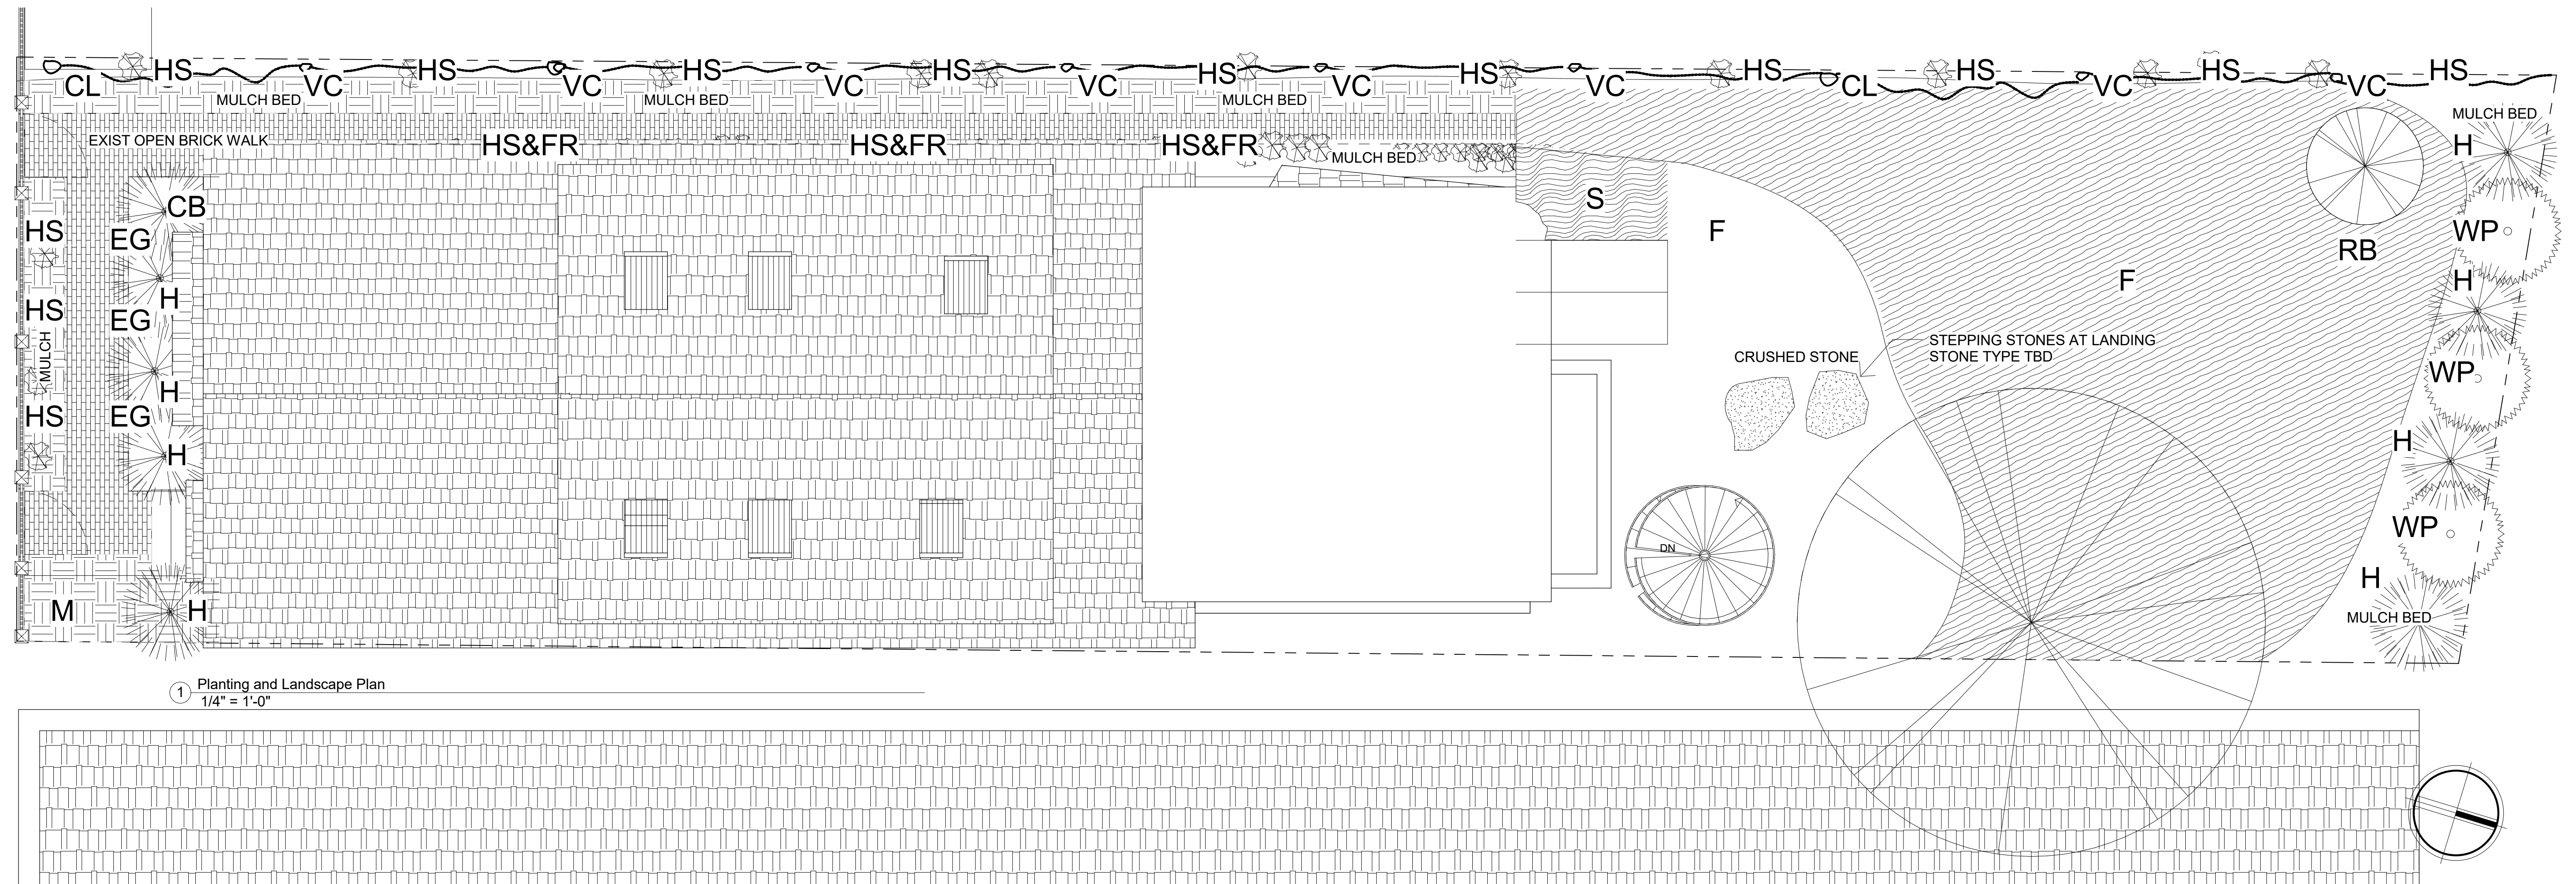 CL HS VC HS VC HS VC HS VC HS VC HS VC HS CL HS VC HS VC HS
MULCH BED
MULCH BED
MULCH BED
MULCH BED
EXIST OPEN BRICK WALK
HS&FR
HS&FR
HS&FR
MULCH BED
H
CB
S
HS
EG
F
WP
RB
F
H
H
HS
EG
MULCH
STEPPING STONES AT LANDING
STONE TYPE TBD
CRUSHED STONE
WP
H
HS
EG
H
H
WP
DN
H
M
H
MULCH BED
1
Planting and Landscape Plan
1/4" = 1'-0"